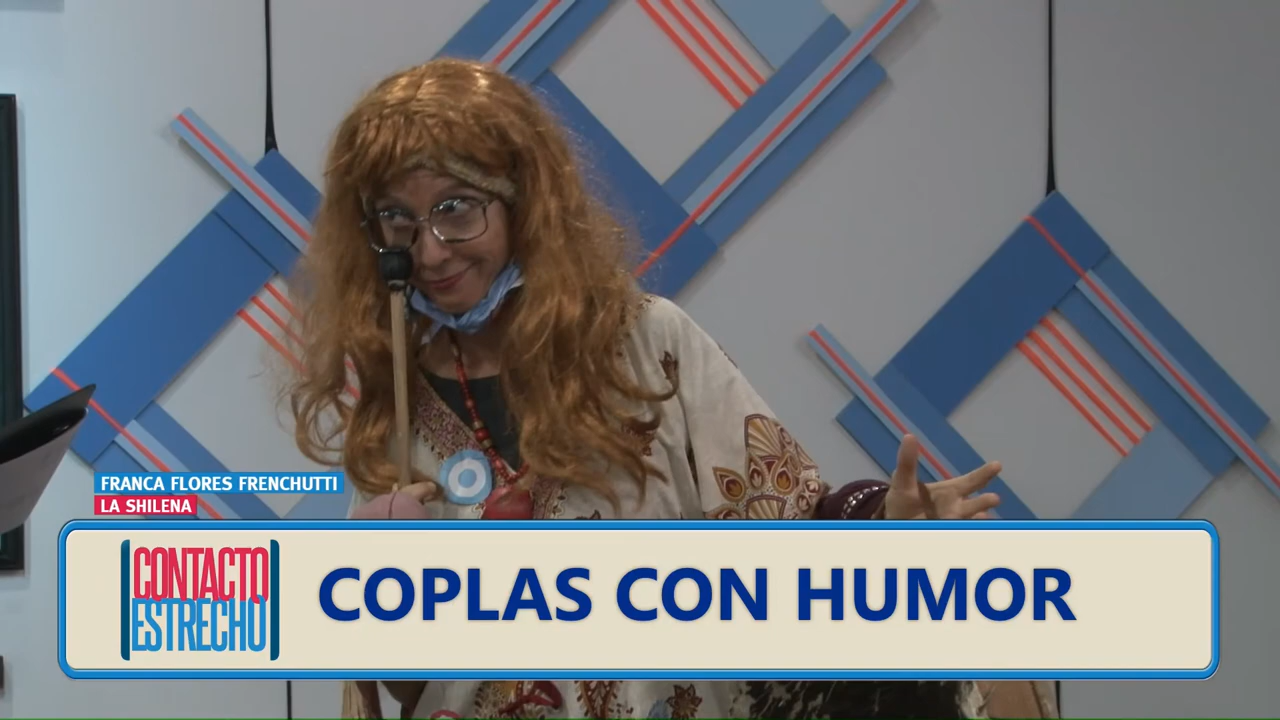 FRANCA FLORES FRENCHUTTI
LA SHILENA
CONTACTO
ESTRECHO
COPLAS CON HUMOR